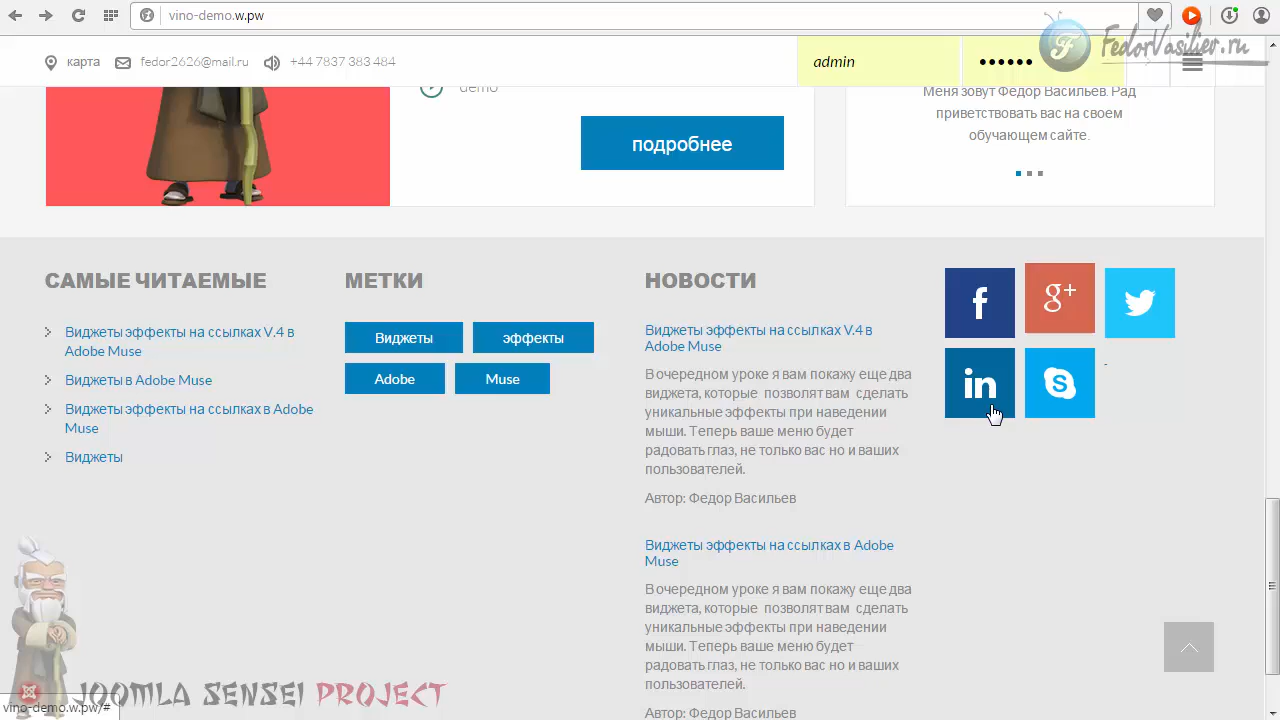 vino-demo.w.pw
FedorVasiliev.ru
карта
fedor2626@mail.ru
+44 7837 383 484
admin
••••••
demo
подробнее
Меня зовут Федор Васильев. Рад
приветствовать вас на своем
обучающем сайте.
САМЫЕ ЧИТАЕМЫЕ
Виджеты эффекты на ссылках V.4 в
Adobe Muse
Виджеты в Adobe Muse
Виджеты эффекты на ссылках в Adobe
Muse
Виджеты
МЕТКИ
Виджеты
эффекты
Adobe
Muse
НОВОСТИ
Виджеты эффекты на ссылках V.4 в
Adobe Muse
В очередном уроке я вам покажу еще два
виджета, которые позволят вам сделать
уникальные эффекты при наведении
мыши. Теперь ваше меню будет
радовать глаз, не только вас но и ваших
пользователей.
Автор: Федор Васильев
Виджеты эффекты на ссылках в Adobe
Muse
В очередном уроке я вам покажу еще два
виджета, которые позволят вам сделать
уникальные эффекты при наведении
мыши. Теперь ваше меню будет
радовать глаз, не только вас но и ваших
пользователей.
Автор: Федор Васильев
f
g+
in
S
-
JOOMLA SENSEI PROJECT
vino-demo.w.pw/#